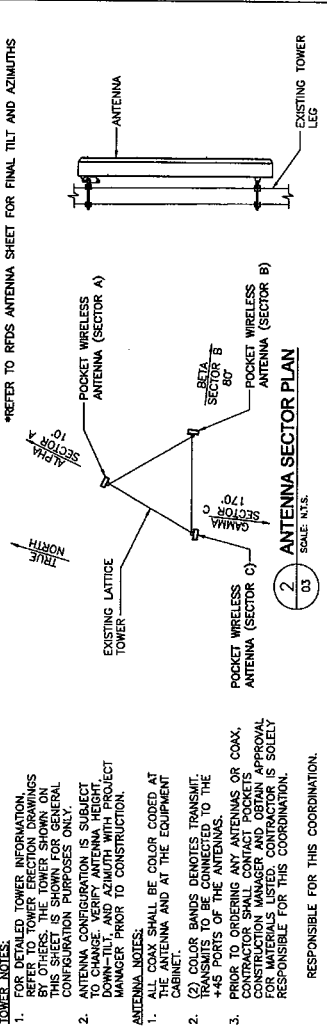 *REFER TO RFDS ANTENNA SHEET FOR FINAL TILT AND AZIMUTHS
TOWER NOTES:
1. FOR DETAILED TOWER INFORMATION,
REFER TO TOWER ERECTION DRAWINGS
BY OTHERS. THE TOWER SHOWN ON
THIS SHEET IS SHOWN FOR GENERAL
CONFIGURATION PURPOSES ONLY.
2. ANTENNA CONFIGURATION IS SUBJECT
TO CHANGE. VERIFY ANTENNA HEIGHT,
DOWN-TILT, AND AZIMUTH WITH PROJECT
MANAGER PRIOR TO CONSTRUCTION.
ANTENNA NOTES:
1. ALL COAX SHALL BE COLOR CODED AT
THE ANTENNA AND AT THE EQUIPMENT
CABINET.
2. (2) COLOR BANDS DENOTES TRANSMIT.
TRANSMITS TO BE CONNECTED TO THE
+45 PORTS OF THE ANTENNAS.
3. PRIOR TO ORDERING ANY ANTENNAS OR COAX,
CONTRACTOR SHALL CONTACT POCKETS
CONSTRUCTION MANAGER AND OBTAIN APPROVAL
FOR MATERIALS LISTED. CONTRACTOR IS SOLELY
RESPONSIBLE FOR THIS COORDINATION.
RESPONSIBLE FOR THIS COORDINATION.
TRUE
NORTH
ALPHA
SECTOR A
10°
EXISTING LATTICE
TOWER
POCKET WIRELESS
ANTENNA (SECTOR A)
BETA
SECTOR B
80°
POCKET WIRELESS
ANTENNA (SECTOR B)
GAMMA
SECTOR C
170°
POCKET WIRELESS
ANTENNA (SECTOR C)
ANTENNA
EXISTING TOWER
LEG
2
03
ANTENNA SECTOR PLAN
SCALE: N.T.S.